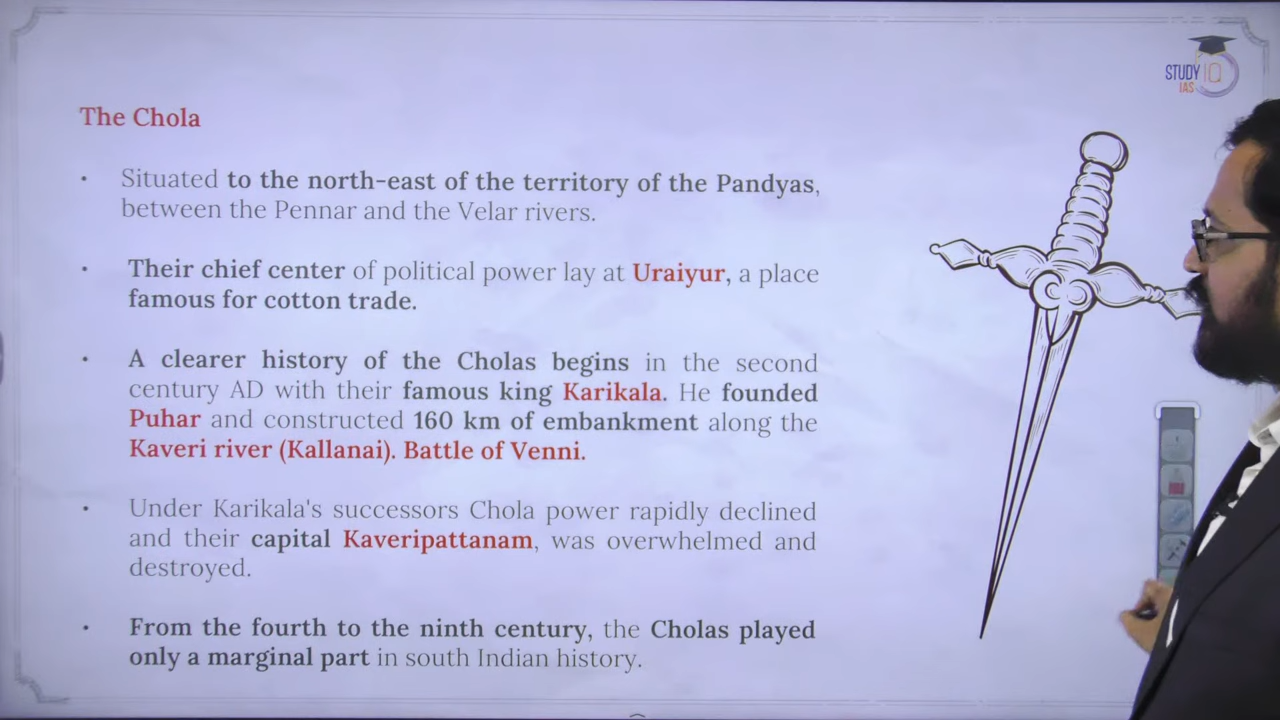 STUDY IQ
IAS
The Chola
• Situated to the north-east of the territory of the Pandyas,
between the Pennar and the Velar rivers.
• Their chief center of political power lay at Uraiyur, a place
famous for cotton trade.
• A clearer history of the Cholas begins in the second
century AD with their famous king Karikala. He founded
Puhar and constructed 160 km of embankment along the
Kaveri river (Kallanai). Battle of Venni.
• Under Karikala's successors Chola power rapidly declined
and their capital Kaveripattanam, was overwhelmed and
destroyed.
• From the fourth to the ninth century, the Cholas played
only a marginal part in south Indian history.